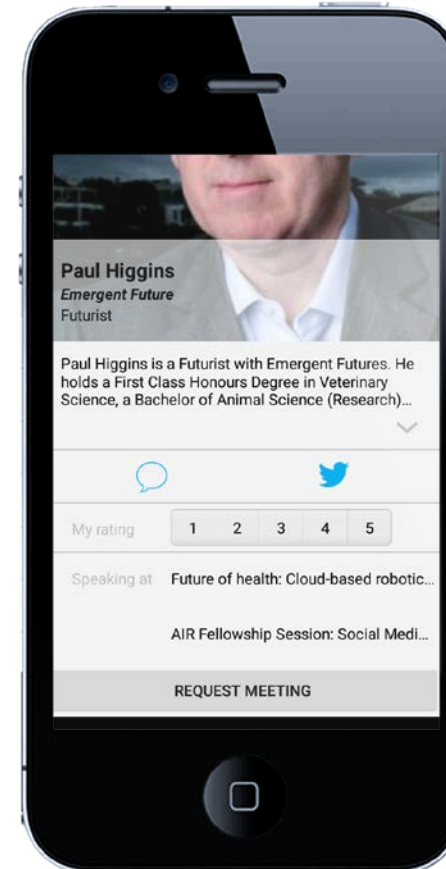 Paul Higgins
Emergent Future
Futurist
Paul Higgins is a Futurist with Emergent Futures. He
holds a First Class Honours Degree in Veterinary
Science, a Bachelor of Animal Science (Research)...
My rating 1 2 3 4 5
Speaking at Future of health: Cloud-based robotic...
AIR Fellowship Session: Social Medi...
REQUEST MEETING